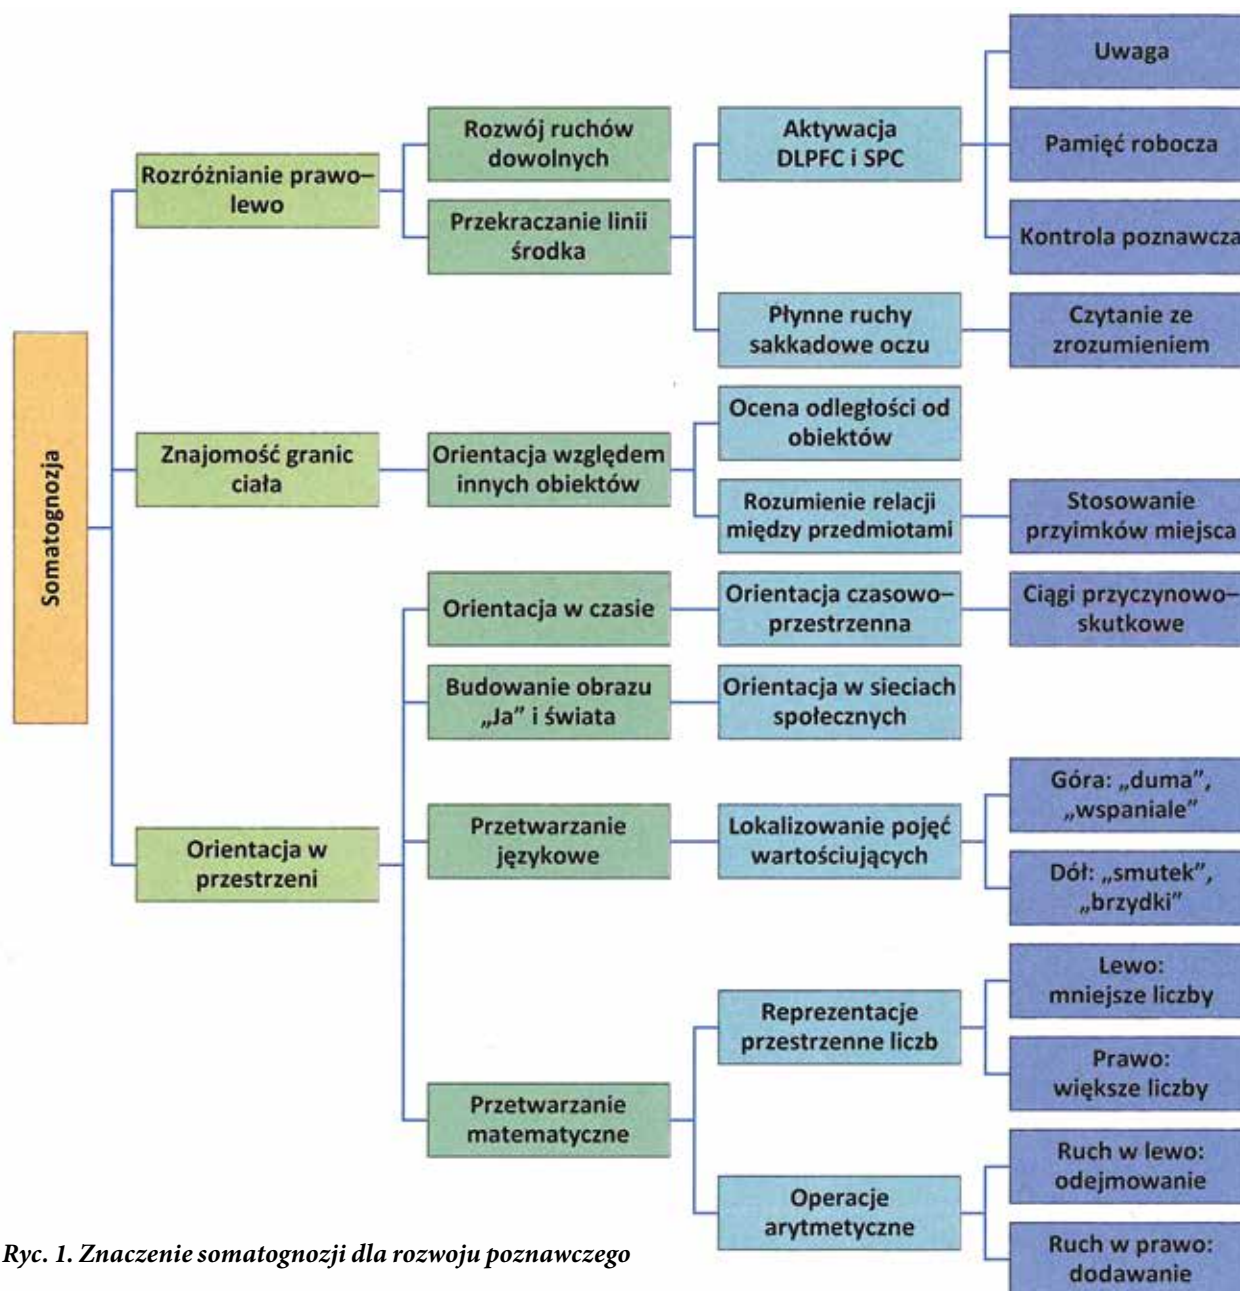 Somatognozja
Rozróżnianie prawo–
lewo
Rozwój ruchów
dowolnych
Przekraczanie linii
środka
Aktywacja
DLPFC i SPC
Uwaga
Pamięć robocza
Kontrola poznawcza
Płynne ruchy
sakkadowe oczu
Czytanie ze
zrozumieniem
Znajomość granic
ciała
Orientacja względem
innych obiektów
Ocena odległości od
obiektów
Rozumienie relacji
między przedmiotami
Stosowanie
przyimków miejsca
Orientacja w
przestrzeni
Orientacja w czasie
Orientacja czasowo–
przestrzenna
Ciągi przyczynowo–
skutkowe
Budowanie obrazu
„Ja” i świata
Orientacja w sieciach
społecznych
Przetwarzanie
językowe
Lokalizowanie pojęć
wartościujących
Góra: „duma”,
„wspaniale”
Dół: „smutek”,
„brzydki”
Przetwarzanie
matematyczne
Reprezentacje
przestrzenne liczb
Lewo:
mniejsze liczby
Prawo:
większe liczby
Operacje
arytmetyczne
Ruch w lewo:
odejmowanie
Ruch w prawo:
dodawanie
Ryc. 1. Znaczenie somatognozji dla rozwoju poznawczego